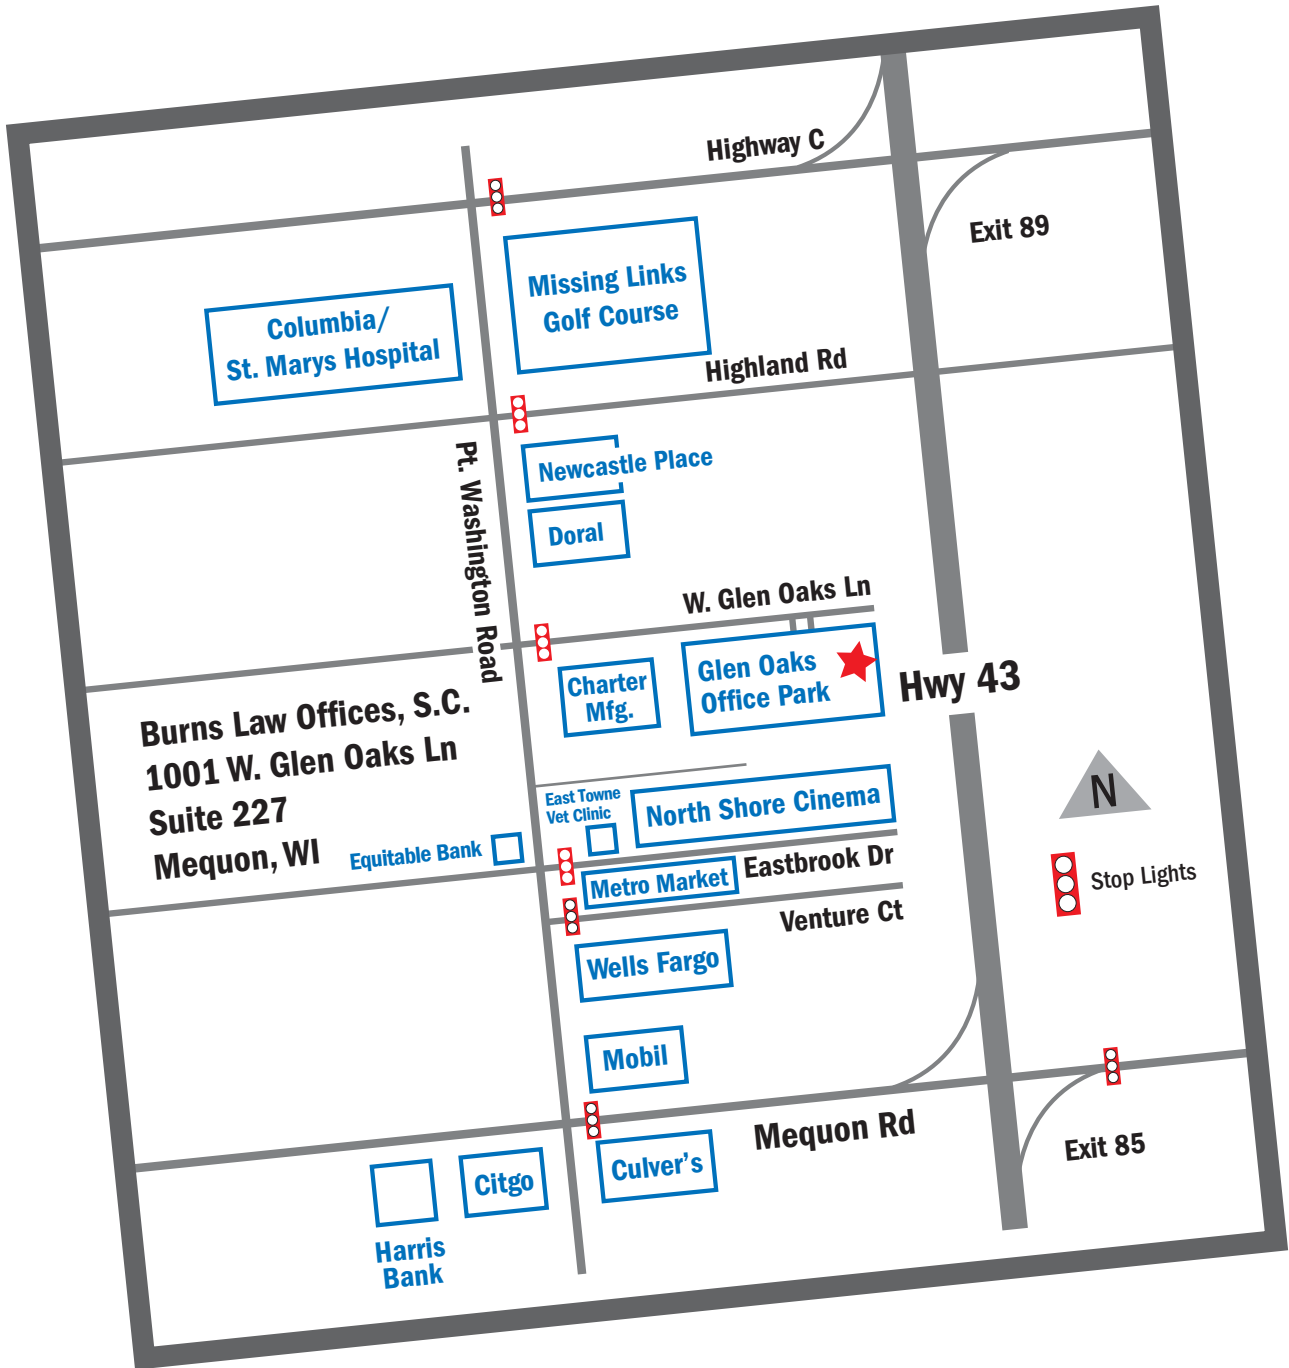 Highway C
Exit 89
Missing Links
Golf Course
Columbia/
St. Marys Hospital
Highland Rd
Pt. Washington Road
Newcastle Place
Doral
W. Glen Oaks Ln
Glen Oaks
Office Park
Charter
Mfg.
Hwy 43
Burns Law Offices, S.C.
1001 W. Glen Oaks Ln
Suite 227
Mequon, WI
N
East Towne
Vet Clinic
North Shore Cinema
Equitable Bank
Eastbrook Dr
Metro Market
Stop Lights
Venture Ct
Wells Fargo
Mobil
Mequon Rd
Exit 85
Culver's
Citgo
Harris
Bank